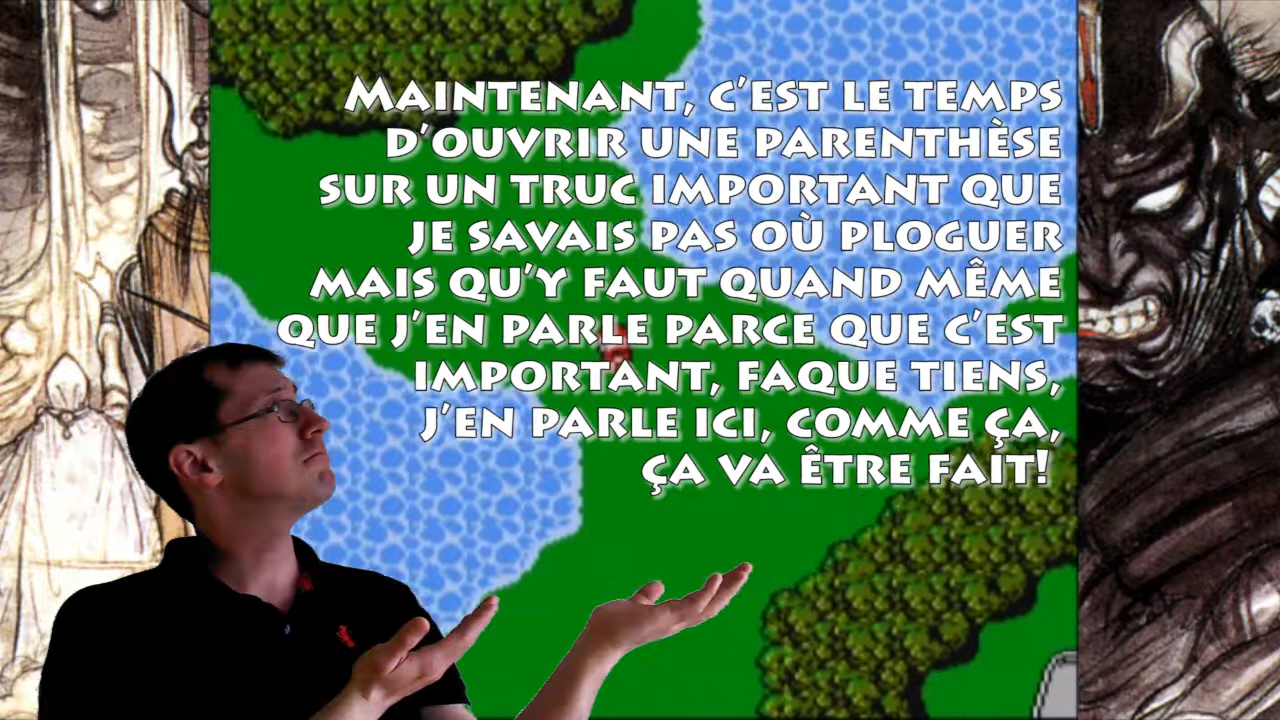 Maintenant, c'est le temps
d'ouvrir une parenthèse
sur un truc important que
je savais pas où ploguer
mais qu'y faut quand même
que j'en parle parce que c'est
important, faque tiens,
j'en parle ici, comme ça,
ça va être fait!